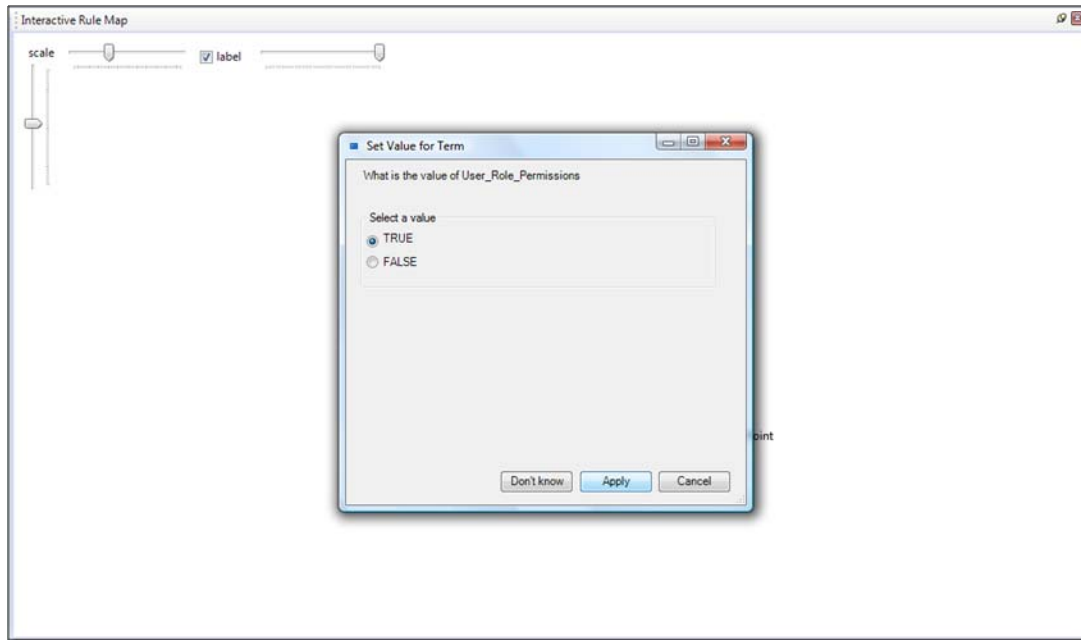 Interactive Rule Map
scale
label
Set Value for Term
What is the value of User_Role_Permissions
Select a value
TRUE
FALSE
oint
Don't know Apply Cancel